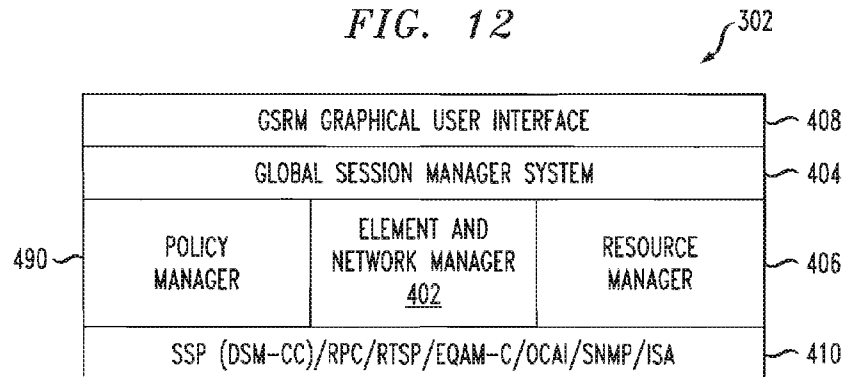 FIG. 12
302
GSRM GRAPHICAL USER INTERFACE
408
GLOBAL SESSION MANAGER SYSTEM
404
490
POLICY
MANAGER
ELEMENT AND
NETWORK MANAGER
402
RESOURCE
MANAGER
406
SSP (DSM-CC)/RPC/RTSP/EQAM-C/OCAI/SNMP/ISA
410